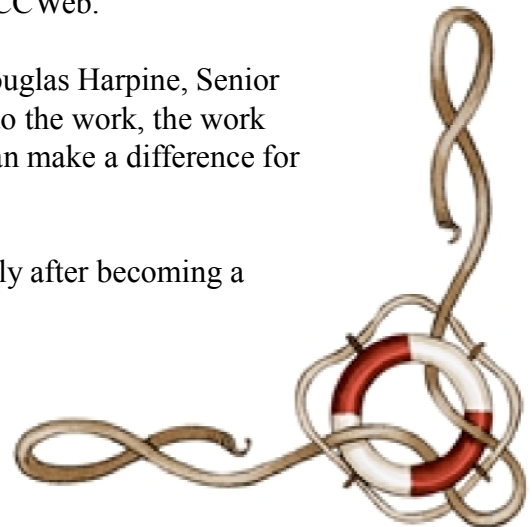 CCWeb.
ouglas Harpine, Senior
o the work, the work
an make a difference for
ly after becoming a